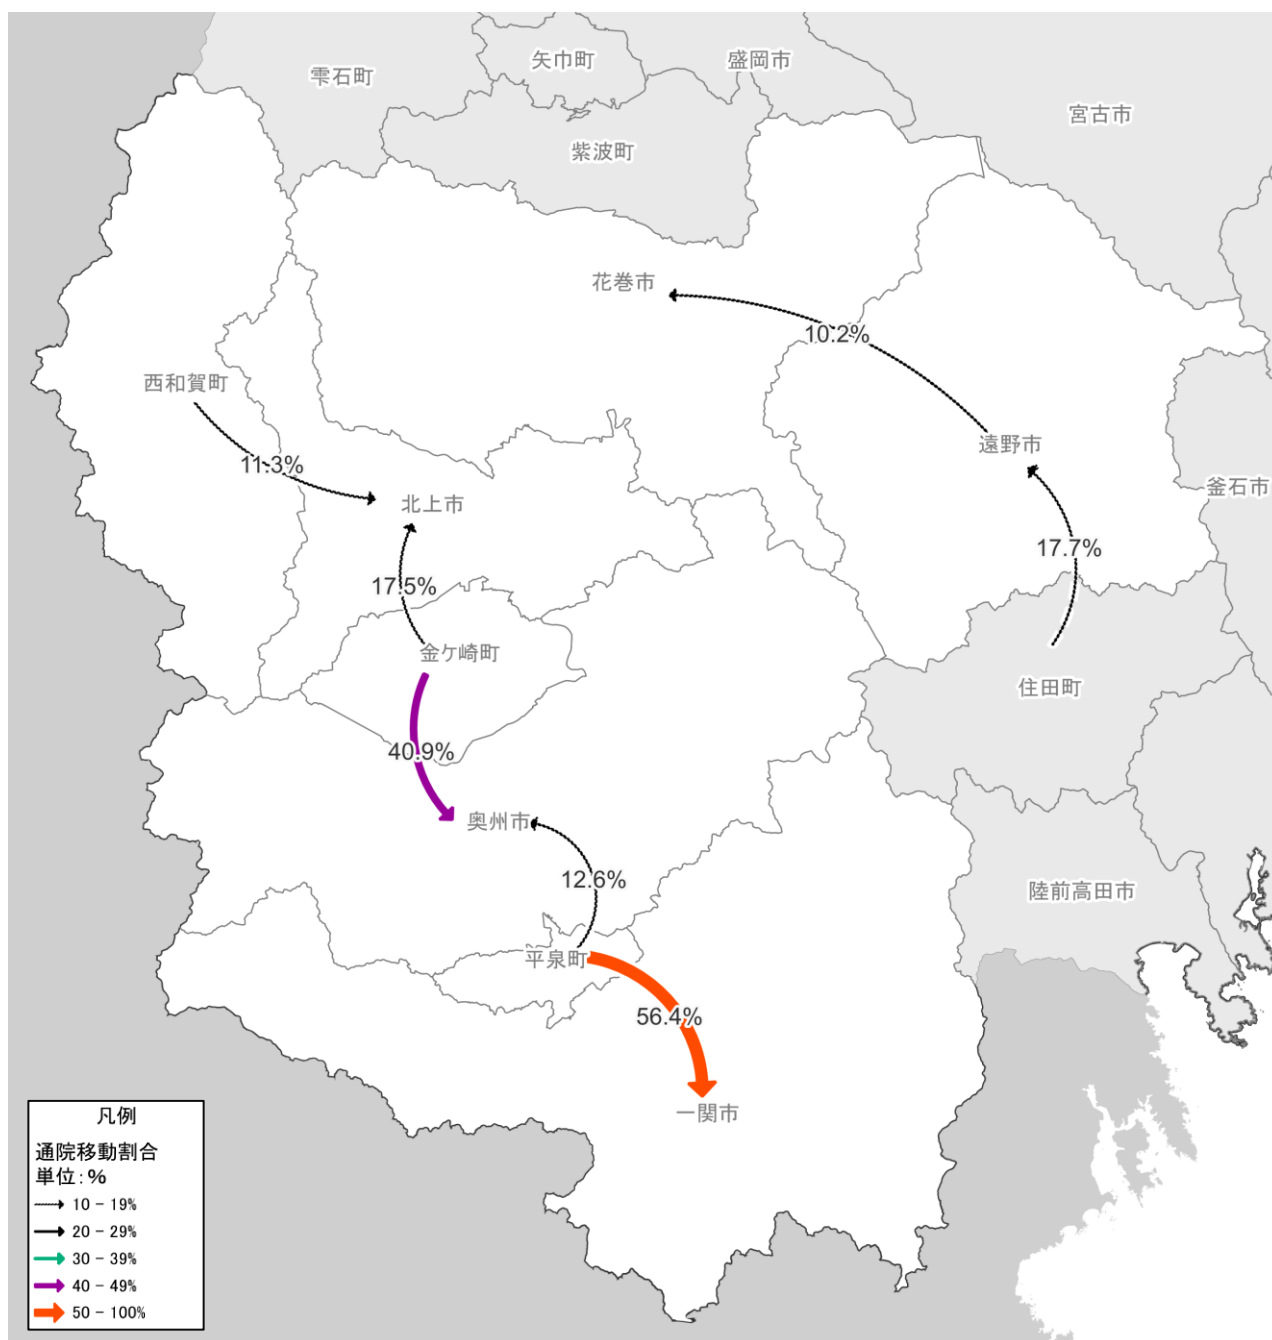 矢巾町
盛岡市
雫石町
宮古市
紫波町
花巻市
10.2%
西和賀町
遠野市
11.3%
釜石市
北上市
17.7%
17.5%
金ケ崎町
住田町
40.9%
奥州市
12.6%
陸前高田市
平泉町
56.4%
一関市
凡例
通院移動割合
単位：%
10 - 19%
20 - 29%
30 - 39%
40 - 49%
50 - 100%